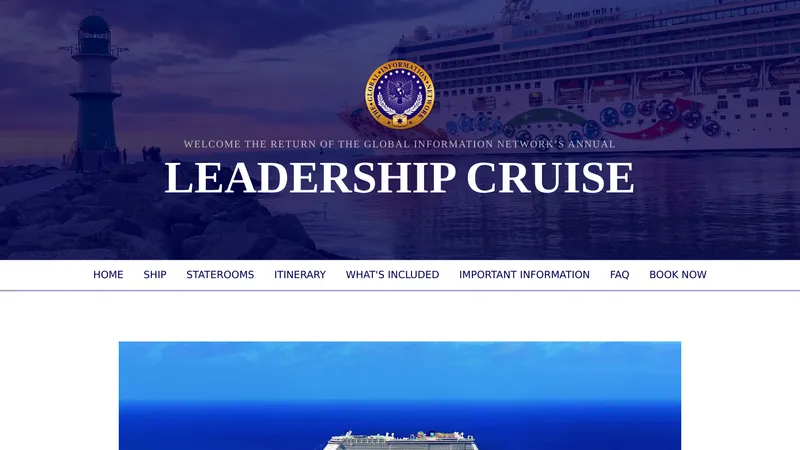 THE GLOBAL INFORMATION NETWORK
WELCOME THE RETURN OF THE GLOBAL INFORMATION NETWORK'S ANNUAL
LEADERSHIP CRUISE
HOME SHIP STATEROOMS ITINERARY WHAT'S INCLUDED IMPORTANT INFORMATION FAQ BOOK NOW